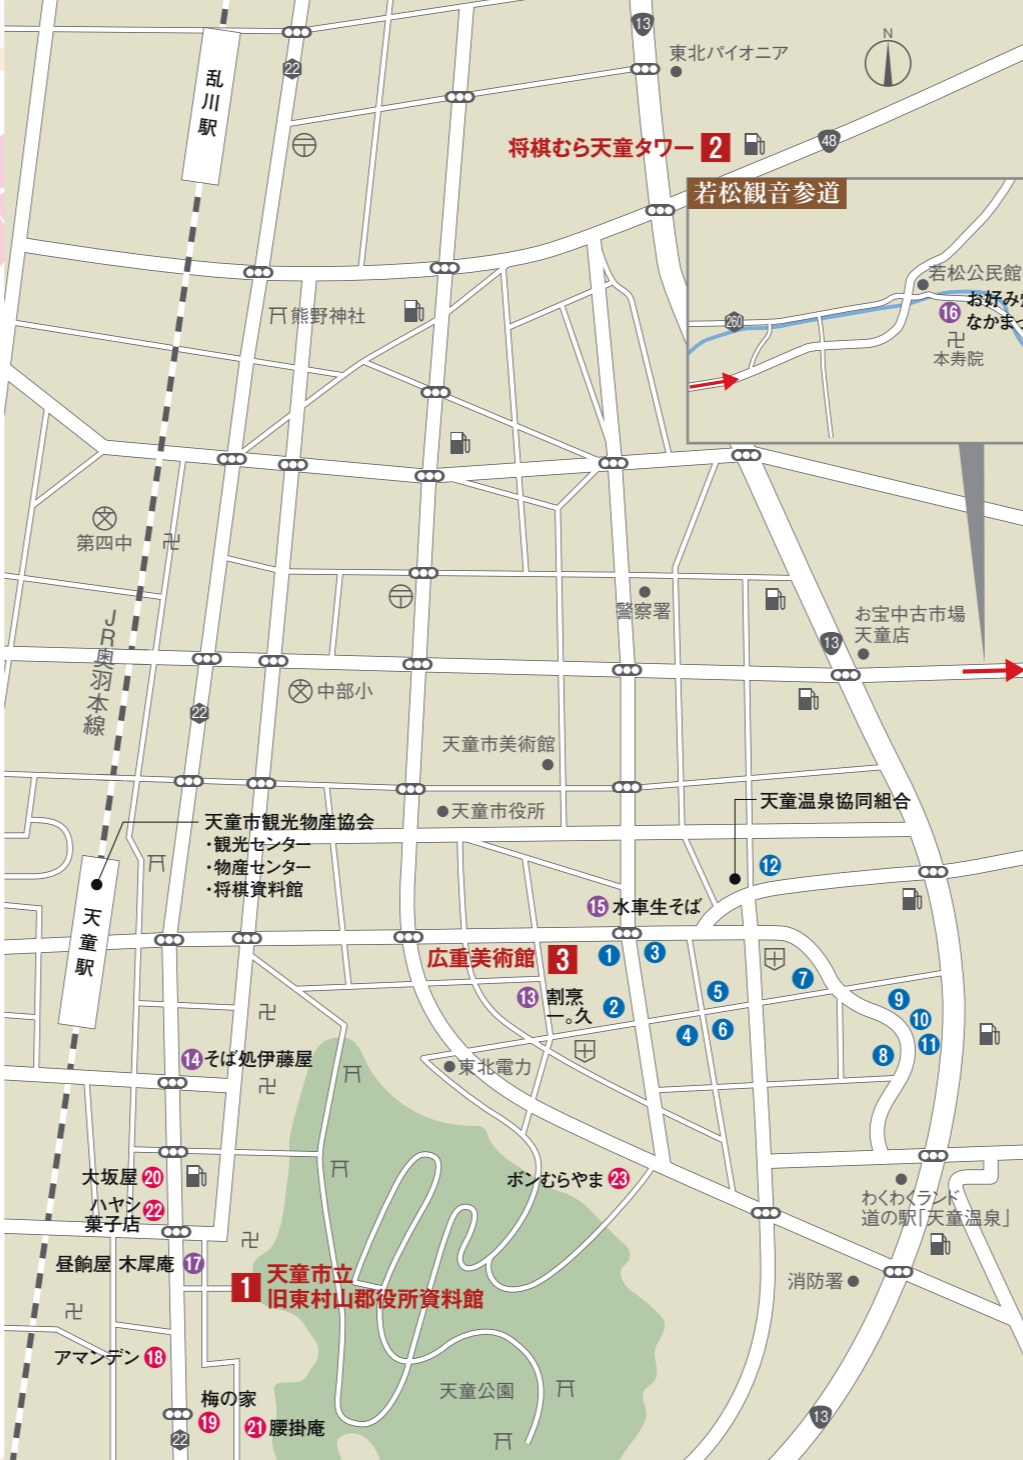 13
東北パイオニア
N
22
乱川駅
将棋むら天童タワー 2
48
若松観音参道
若松公民館
16
なかまつ
260
卍
本寿院
熊野神社
第四中
卍
JR奥羽本線
警察署
お宝中古市場
天童店
13
中部小
22
天童市美術館
天童市役所
天童温泉協同組合
天童市観光物産協会
・観光センター
・物産センター
・将棋資料館
12
15 水車生そば
天童駅
広重美術館 3
1
3
13 割烹
一。久
2
5
7
9
10
4
6
8
11
卍
14 そば処伊藤屋
卍
東北電力
大坂屋 20
ハヤシ
菓子店
22
ボンむらやま 23
わくわくランド
道の駅「天童温泉」
卍
昼餉屋 木犀庵 17
1 天童市立
旧東村山郡役所資料館
消防署
卍
アマンデン 18
梅の家
19
21 腰掛庵
天童公園
22
13